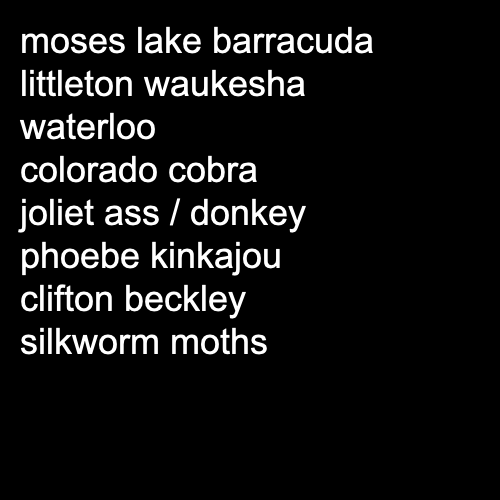 moses lake barracuda
littleton waukesha
waterloo
colorado cobra
joliet ass / donkey
phoebe kinkajou
clifton beckley
silkworm moths